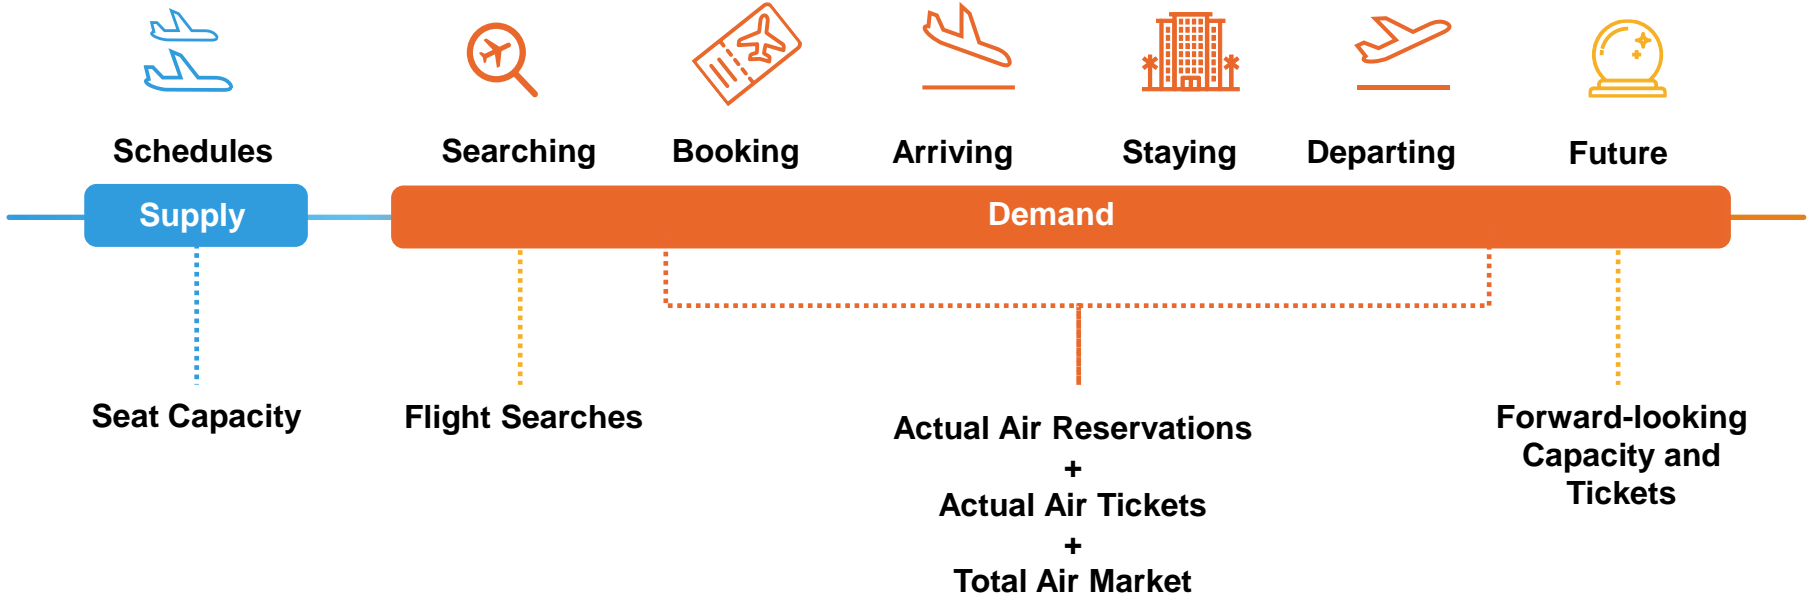 Schedules
Searching
Booking
Arriving
Staying
Departing
Future
Supply
Demand
Seat Capacity
Flight Searches
Actual Air Reservations
+
Actual Air Tickets
+
Total Air Market
Forward-looking
Capacity and
Tickets